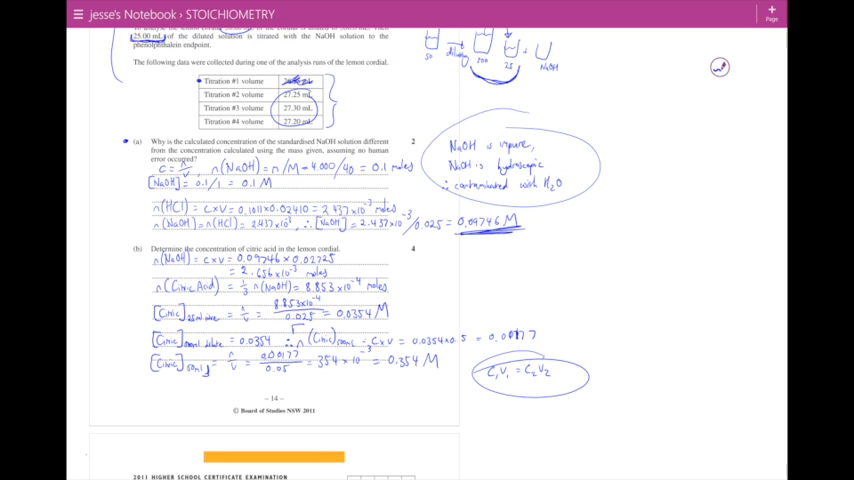 jesse's Notebook > STOICHIOMETRY
Page
25.00 mL of the diluted solution is titrated with the NaOH solution to the
phenolphthalein endpoint.
50
diluting
100
25
NaOH
The following data were collected during one of the analysis runs of the lemon cordial.
Titration #1 volume
Titration #2 volume 27.25 mL
Titration #3 volume 27.30 mL
Titration #4 volume 27.20 mL
(a) Why is the calculated concentration of the standardised NaOH solution different 2
from the concentration calculated using the mass given, assuming no human
error occurred?
c = n/v n(NaOH) = m/M = 4.000/40 = 0.1 moles
[NaOH] = 0.1/1 = 0.1 M
n(HCl) = C×V = 0.1011×0.02410 = 2.437×10⁻³ moles
n(NaOH) = n(HCl) = 2.437×10⁻³, ∴ [NaOH] = 2.437×10⁻³/0.025 = 0.09746 M
NaOH is impure,
NaOH is hydroscopic
∴ contaminated with H₂O
(b) Determine the concentration of citric acid in the lemon cordial. 4
n(NaOH) = C×V = 0.09746×0.02725
= 2.656×10⁻³ moles
n(Citric Acid) = 1/3 n(NaOH) = 8.853×10⁻⁴ moles
[Citric] = n/v = 8.853×10⁻⁴/0.025 = 0.0354 M
[Citric] dilute = 0.0354 ∴ n(Citric) = C×V = 0.0354×0.5 = 0.00177
[Citric]50mL = n/v = 0.00177/0.05 = 354×10⁻³ = 0.354 M
C₁V₁ = C₂V₂
– 14 –
© Board of Studies NSW 2011
2011 HIGHER SCHOOL CERTIFICATE EXAMINATION